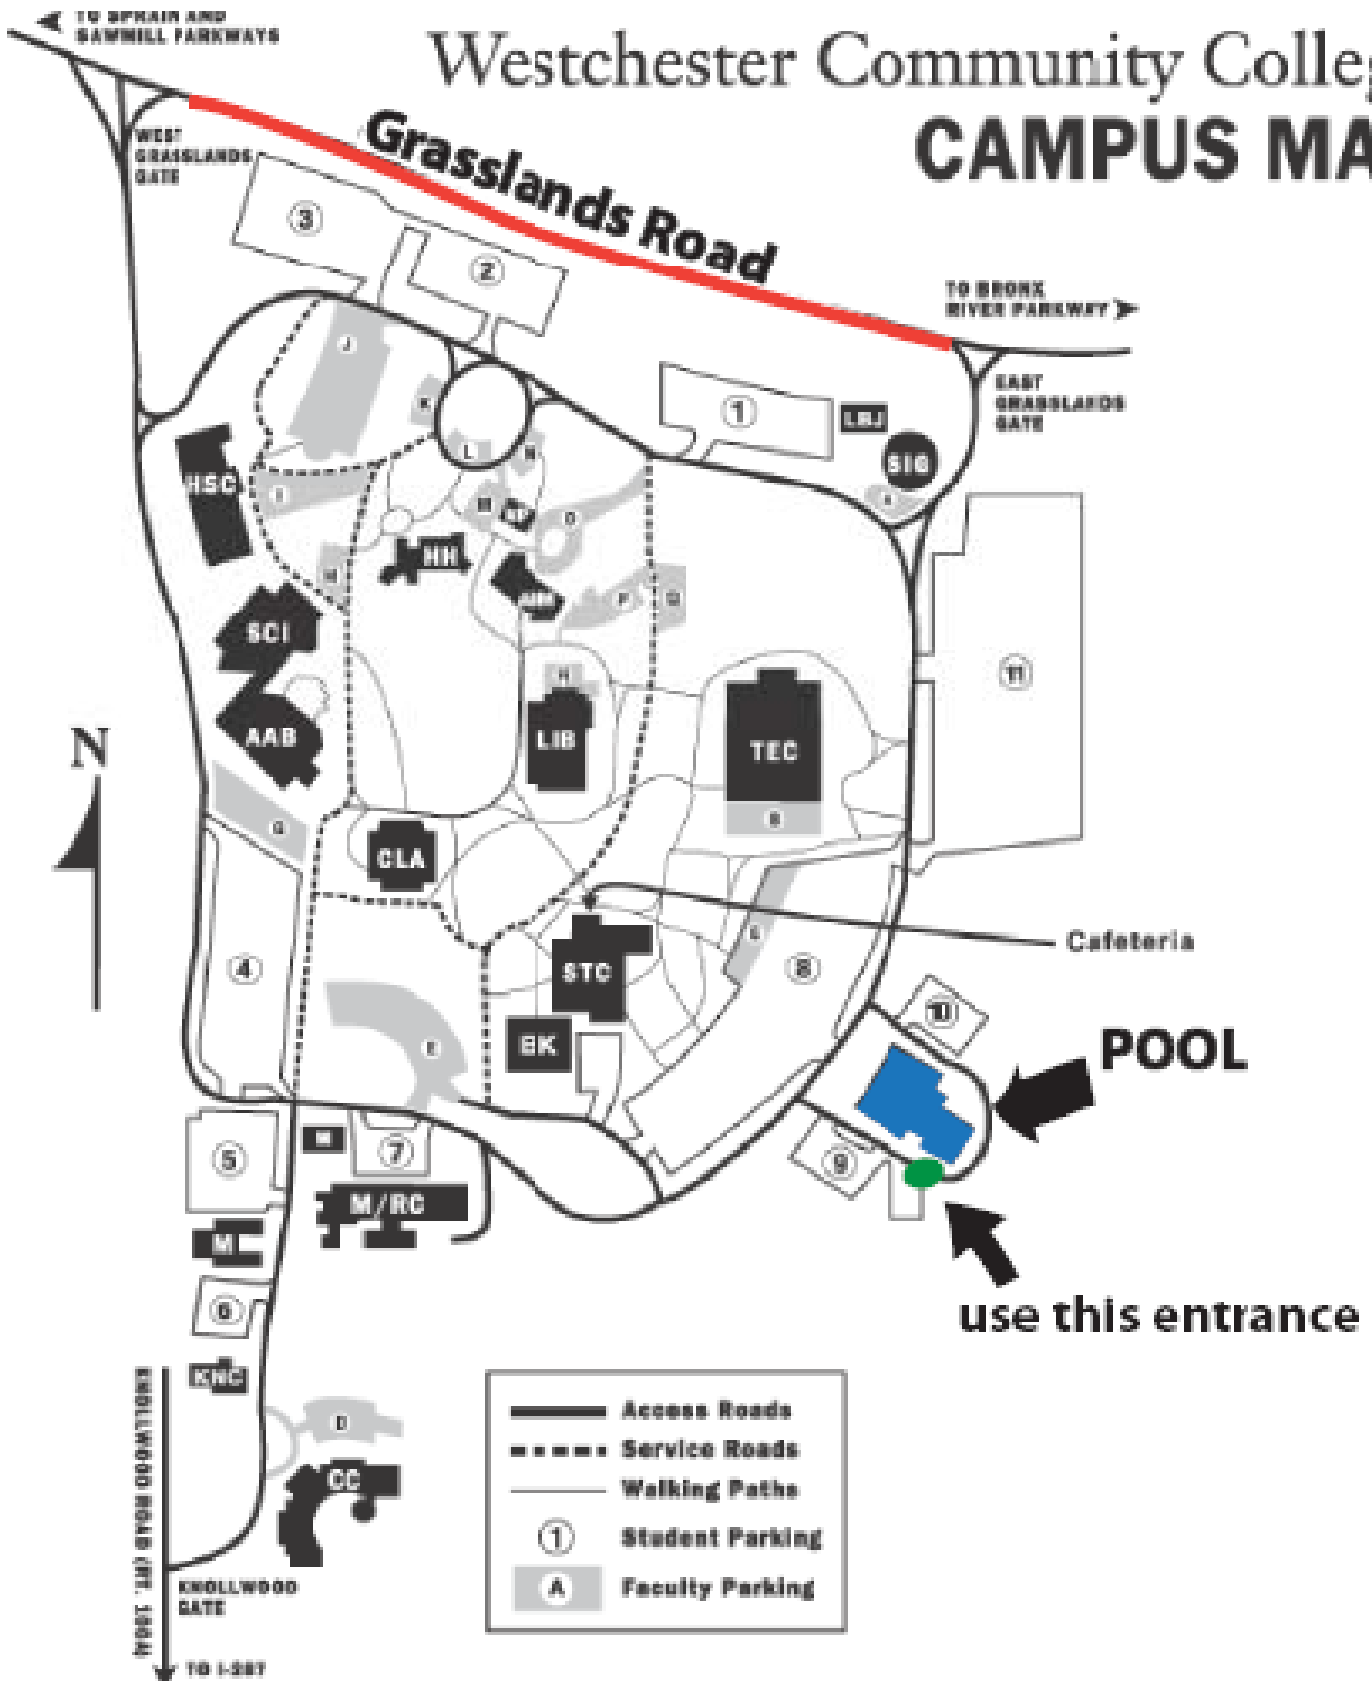 TO SPRAIN AND
SAWMILL PARKWAYS
Westchester Community Colleg
CAMPUS MA
Grasslands Road
WEST
GRASSLANDS
GATE
3
2
TO BRONX
RIVER PARKWAY
EAST
GRASSLANDS
GATE
J
K
1
LBJ
SIG
L
N
HSC
I
M
O
HH
H
P
Q
SCI
11
H
N
AAB
LIB
TEC
G
B
CLA
Cafeteria
4
STC
8
10
E
BK
POOL
5
M
7
9
M/RC
M
6
use this entrance
KNC
D
CC
KNOLLWOOD ROAD (RT. 100A)
KNOLLWOOD
GATE
TO I-287
Access Roads
Service Roads
Walking Paths
1
Student Parking
A
Faculty Parking